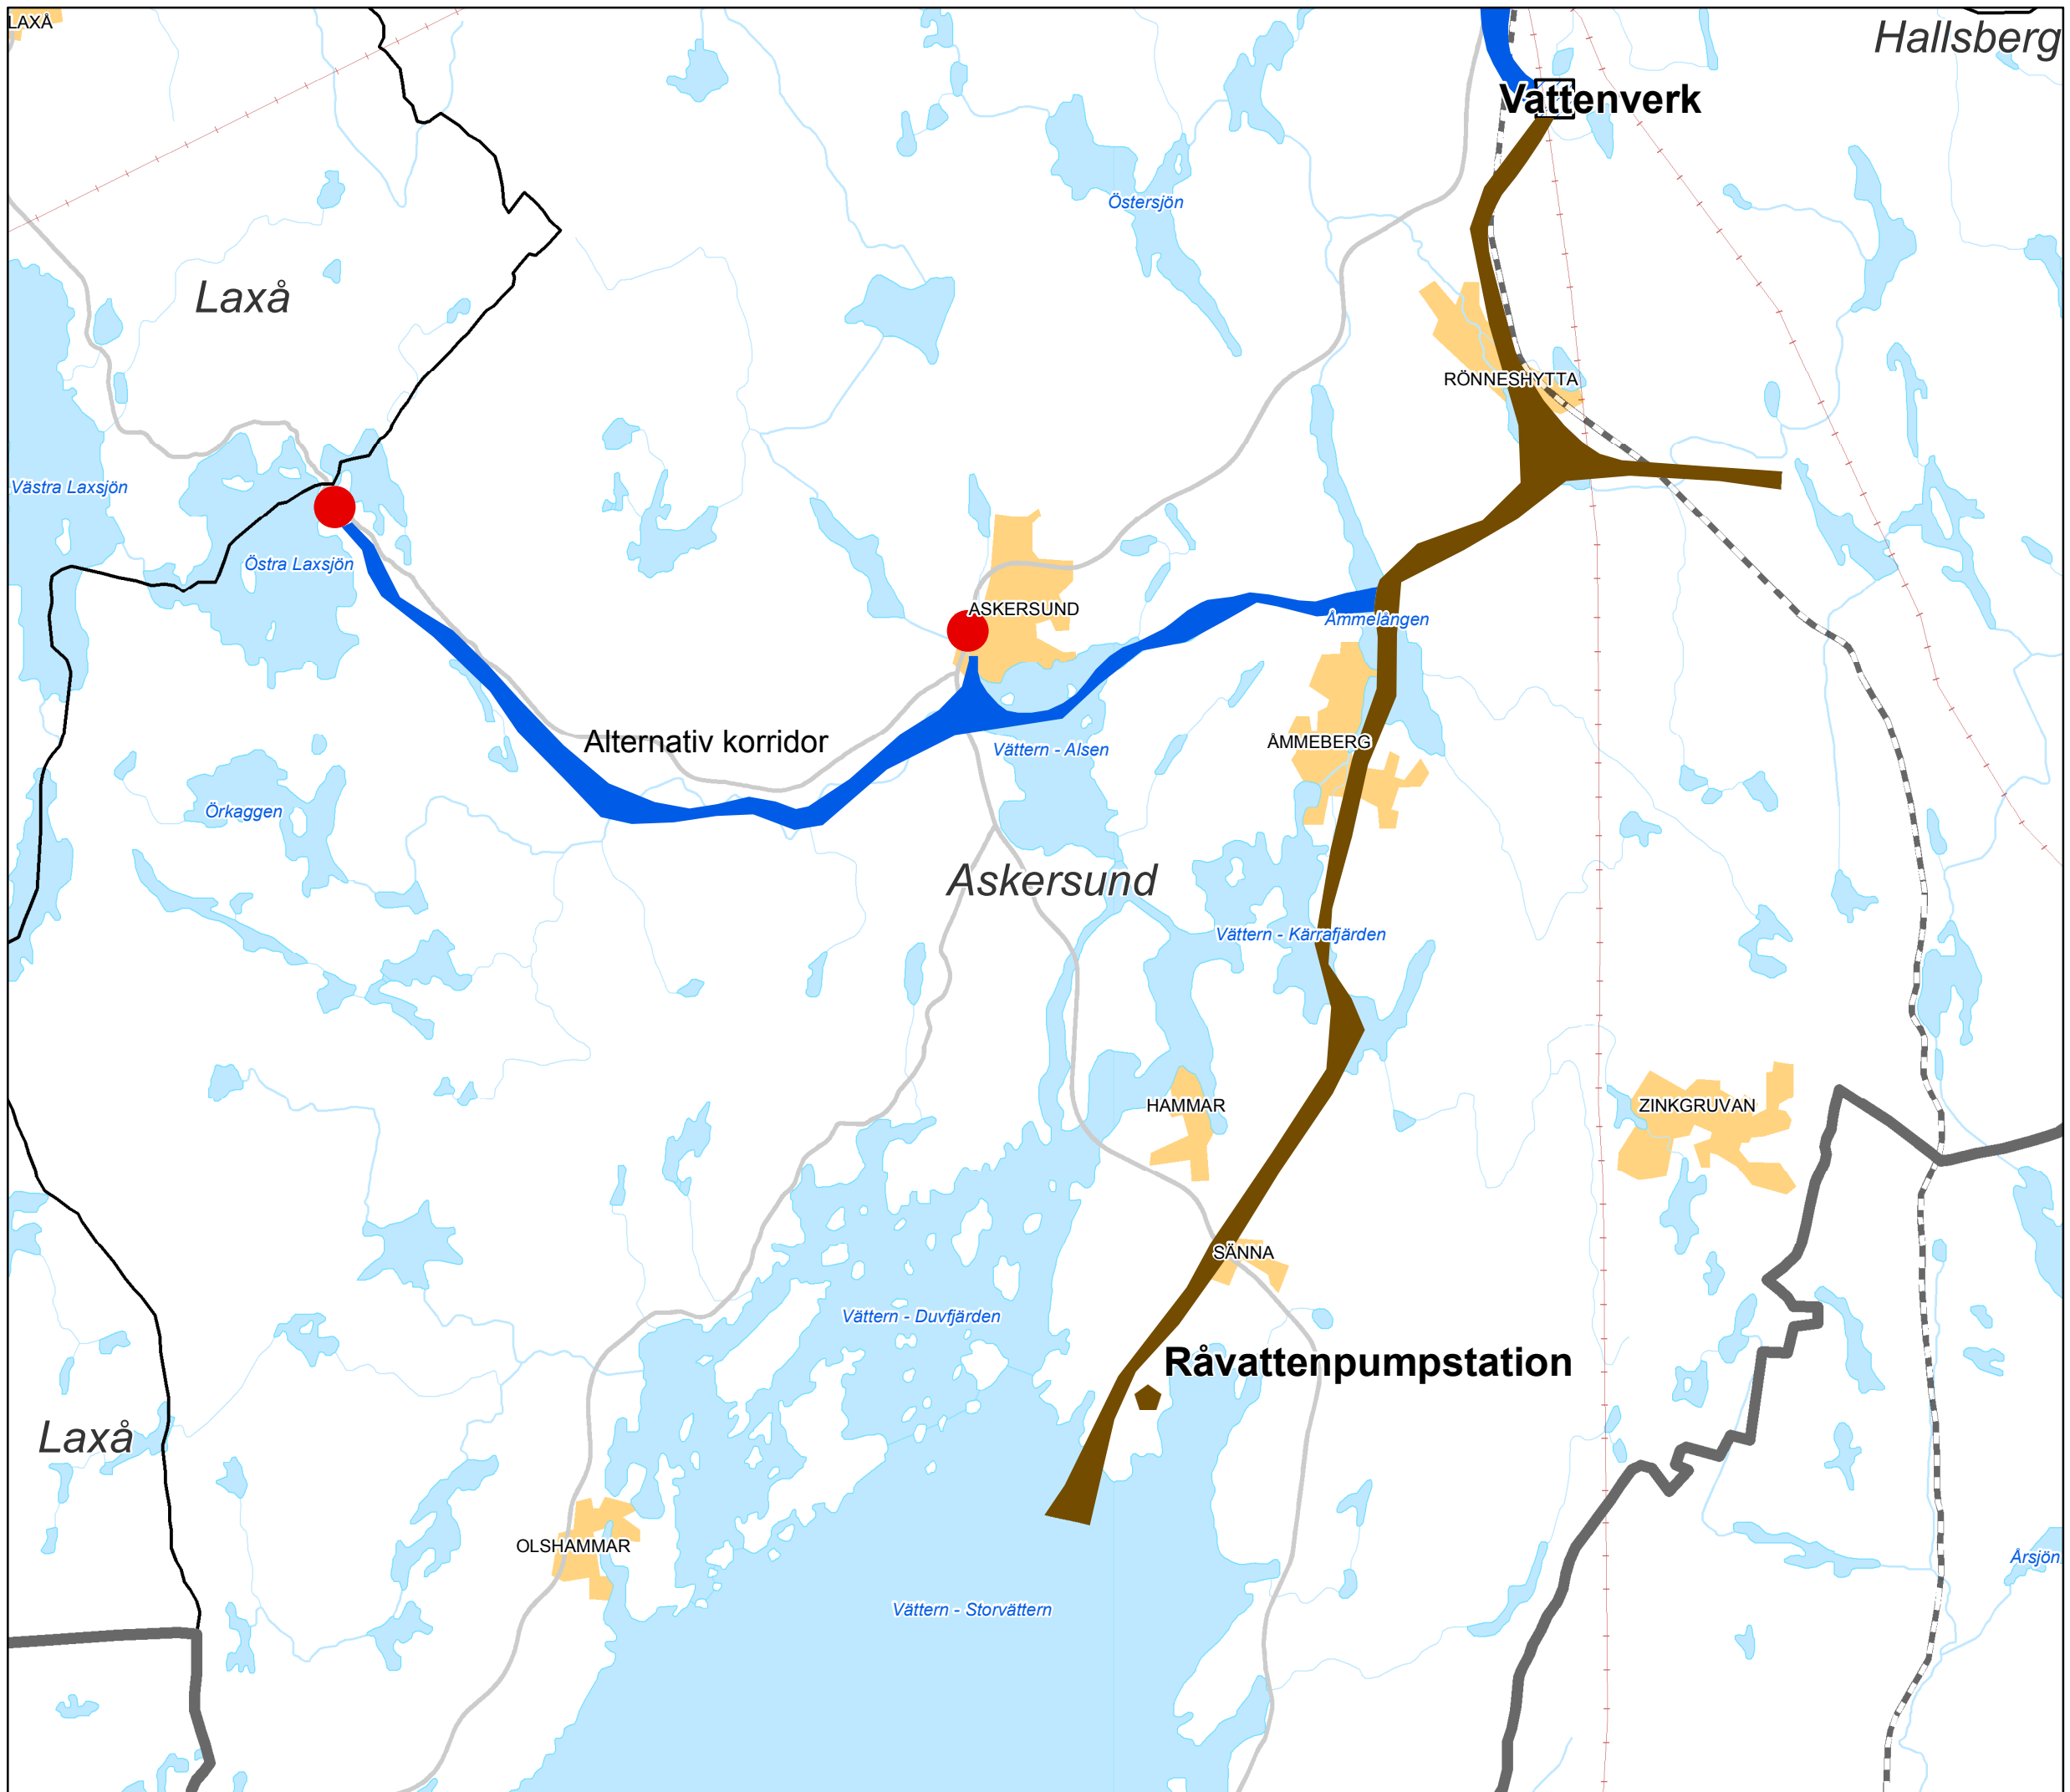 LAXÅ
Hallsberg
Vattenverk
Östersjön
Laxå
RÖNNESHYTTA
Västra Laxsjön
Östra Laxsjön
ASKERSUND
Åmmelången
Alternativ korridor
Vättern - Alsen
ÅMMEBERG
Örkaggen
Askersund
Vättern - Kärrafjärden
HAMMAR
ZINKGRUVAN
SÄNNA
Vättern - Duvfjärden
Råvattenpumpstation
Laxå
OLSHAMMAR
Årsjön
Vättern - Storvättern